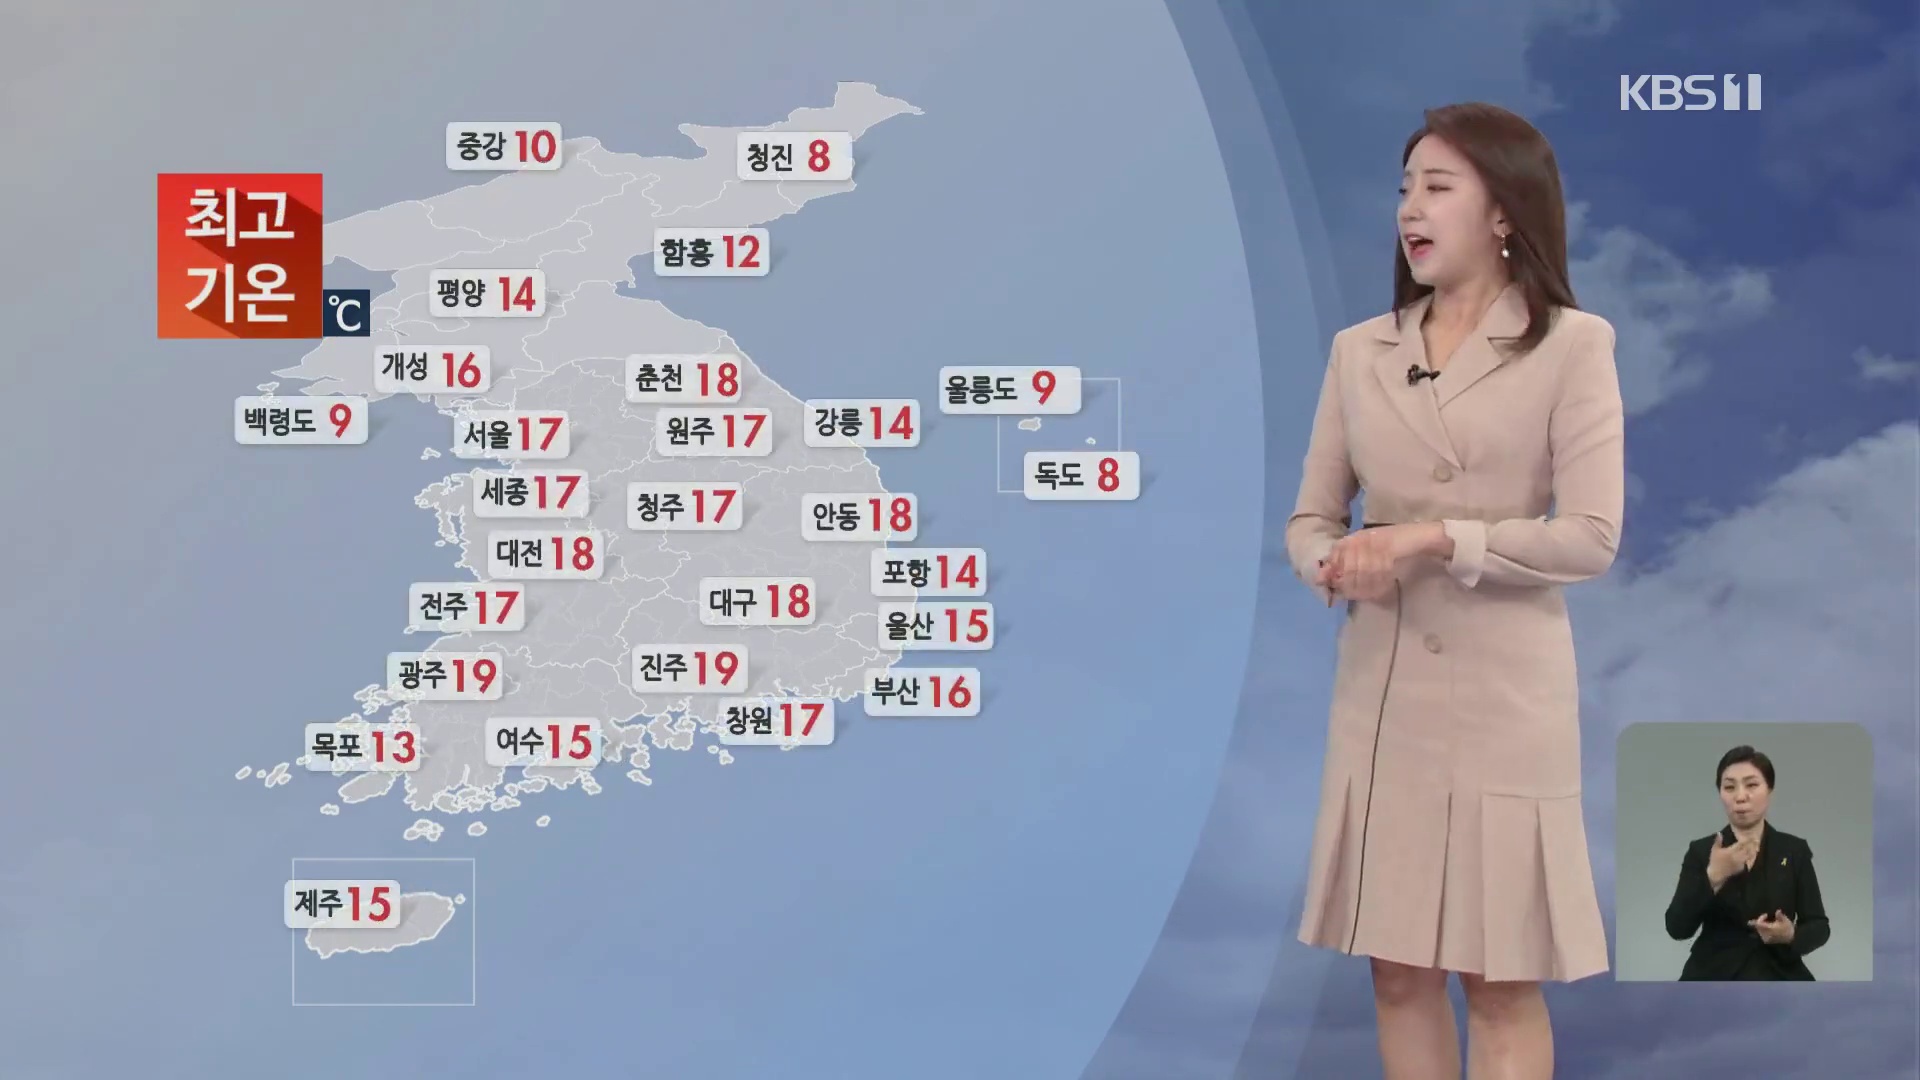 KBS 1
최고
기온
℃
중강 10
청진 8
함흥 12
평양 14
개성 16
백령도 9
춘천 18
서울 17
원주 17
강릉 14
울릉도 9
독도 8
세종 17
청주 17
안동 18
대전 18
포항 14
전주 17
대구 18
울산 15
광주 19
진주 19
부산 16
창원 17
목포 13
여수 15
제주 15